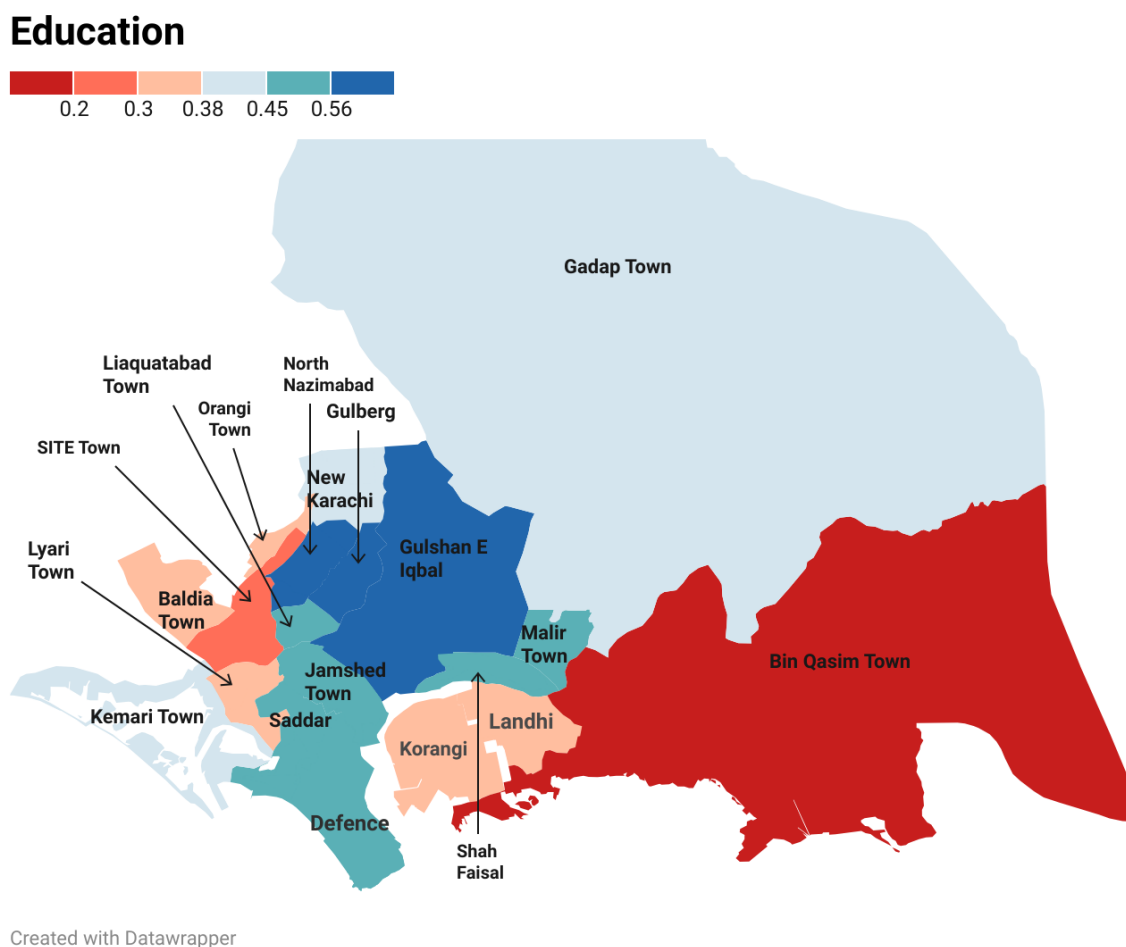 Education
0.2 0.3 0.38 0.45 0.56
Gadap Town
Liaquatabad
Town
North
Nazimabad
Orangi
Town
Gulberg
SITE Town
New
Karachi
Lyari
Town
Gulshan E
Iqbal
Baldia
Town
Malir
Town
Bin Qasim Town
Jamshed
Town
Kemari Town
Saddar
Landhi
Korangi
Defence
Shah
Faisal
Created with Datawrapper